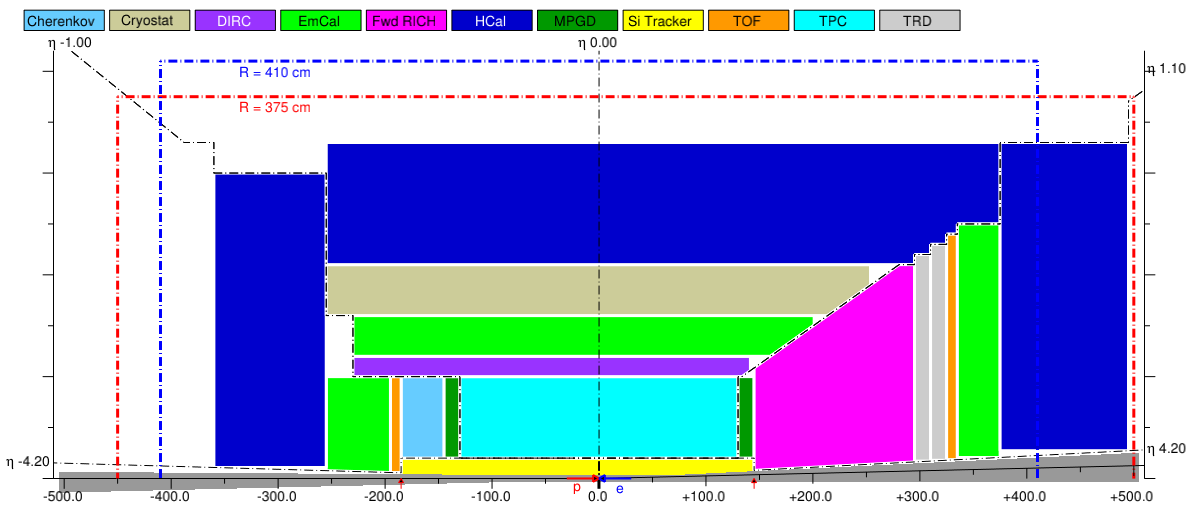 Cherenkov Cryostat DIRC EmCal Fwd RICH HCal MPGD Si Tracker TOF TPC TRD
η -1.00 η 0.00
η 1.10
R = 410 cm
R = 375 cm
η -4.20 η 4.20
-500.0 -400.0 -300.0 -200.0 -100.0 0.0 +100.0 +200.0 +300.0 +400.0 +500.0
p e